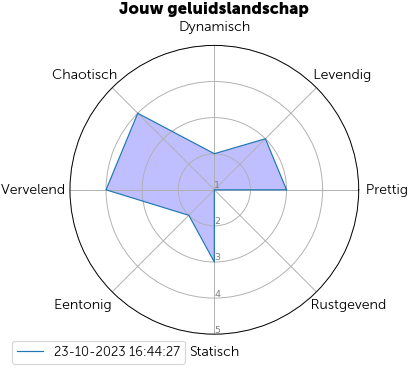 Jouw geluidslandschap
Dynamisch
Chaotisch
Levendig
Vervelend
Prettig
1
2
3
4
5
Eentonig
Rustgevend
23-10-2023 16:44:27
Statisch